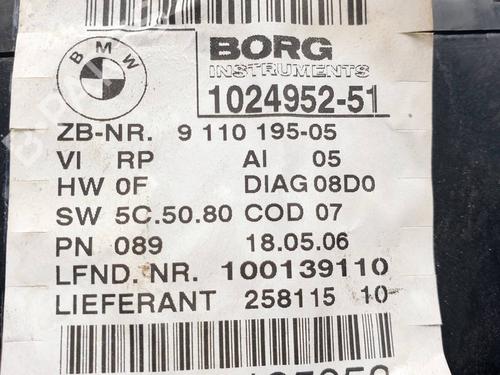 BMW
BORG
INSTRUMENTS
1024952-51
ZB-NR. 9 110 195-05
VI RP AI 05
HW 0F DIAG 08D0
SW 5C.50.80 COD 07
PN 089 18.05.06
LFND. NR. 100139110
LIEFERANT 258115 10